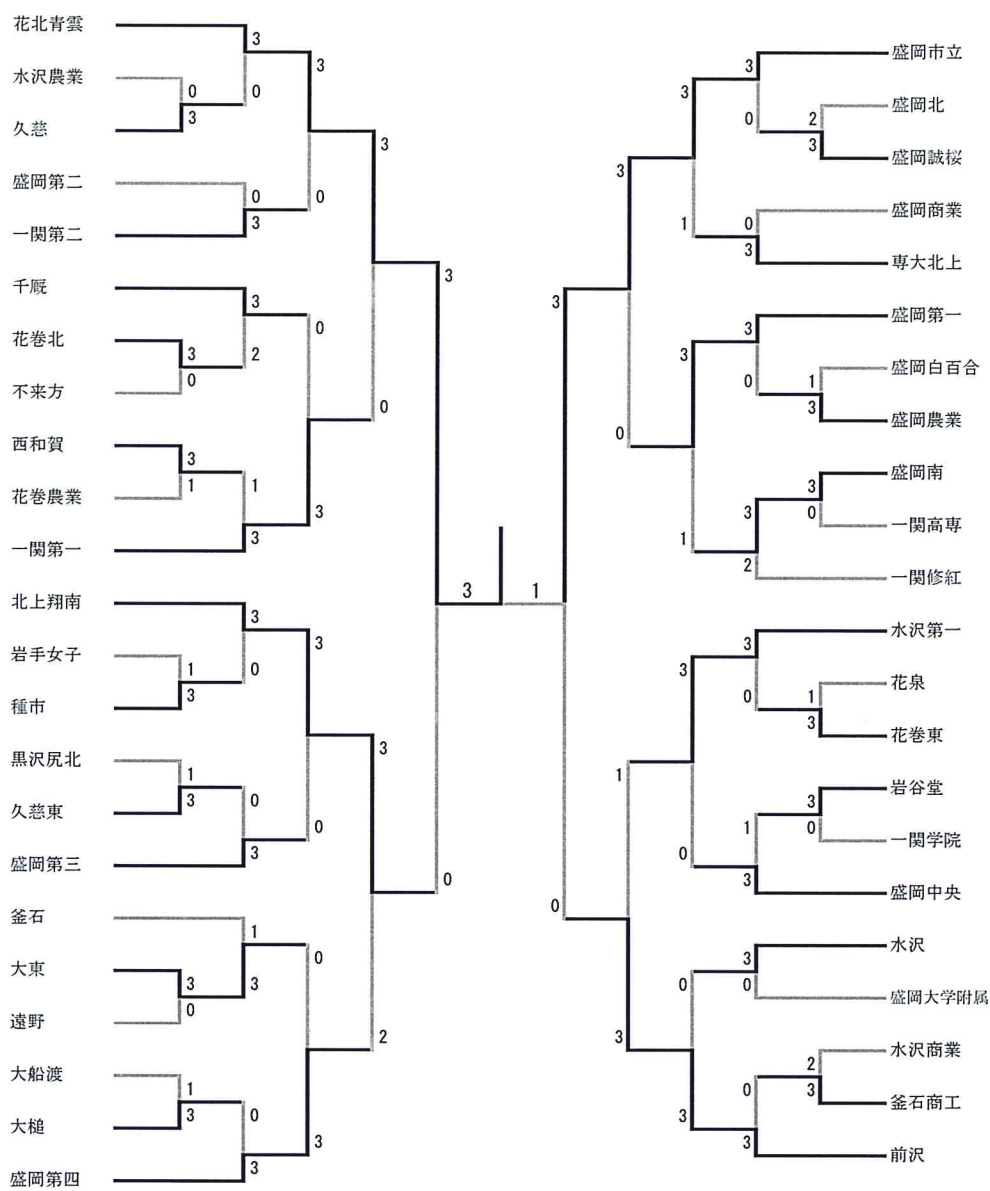 花北青雲
水沢農業
久慈
盛岡第二
一関第二
千厩
花巻北
不来方
西和賀
花巻農業
一関第一
北上翔南
岩手女子
種市
黒沢尻北
久慈東
盛岡第三
釜石
大東
遠野
大船渡
大槌
盛岡第四
3
0
3
0
0
3
3
0
3
2
3
0
3
1
1
3
3
0
0
3
3
0
3
0
1
3
1
3
0
3
3
0
1
3
3
0
0
3
1
3
0
3
3
2
3
0
3
1
盛岡市立
盛岡北
盛岡誠桜
盛岡商業
専大北上
盛岡第一
盛岡白百合
盛岡農業
盛岡南
一関高専
一関修紅
水沢第一
花泉
花巻東
岩谷堂
一関学院
盛岡中央
水沢
盛岡大学附属
水沢商業
釜石商工
前沢
3
0
2
3
0
3
3
1
3
0
1
3
3
0
3
2
3
1
3
0
3
0
1
3
3
0
1
3
3
0
3
0
2
3
0
3
0
3
1
3
3
0